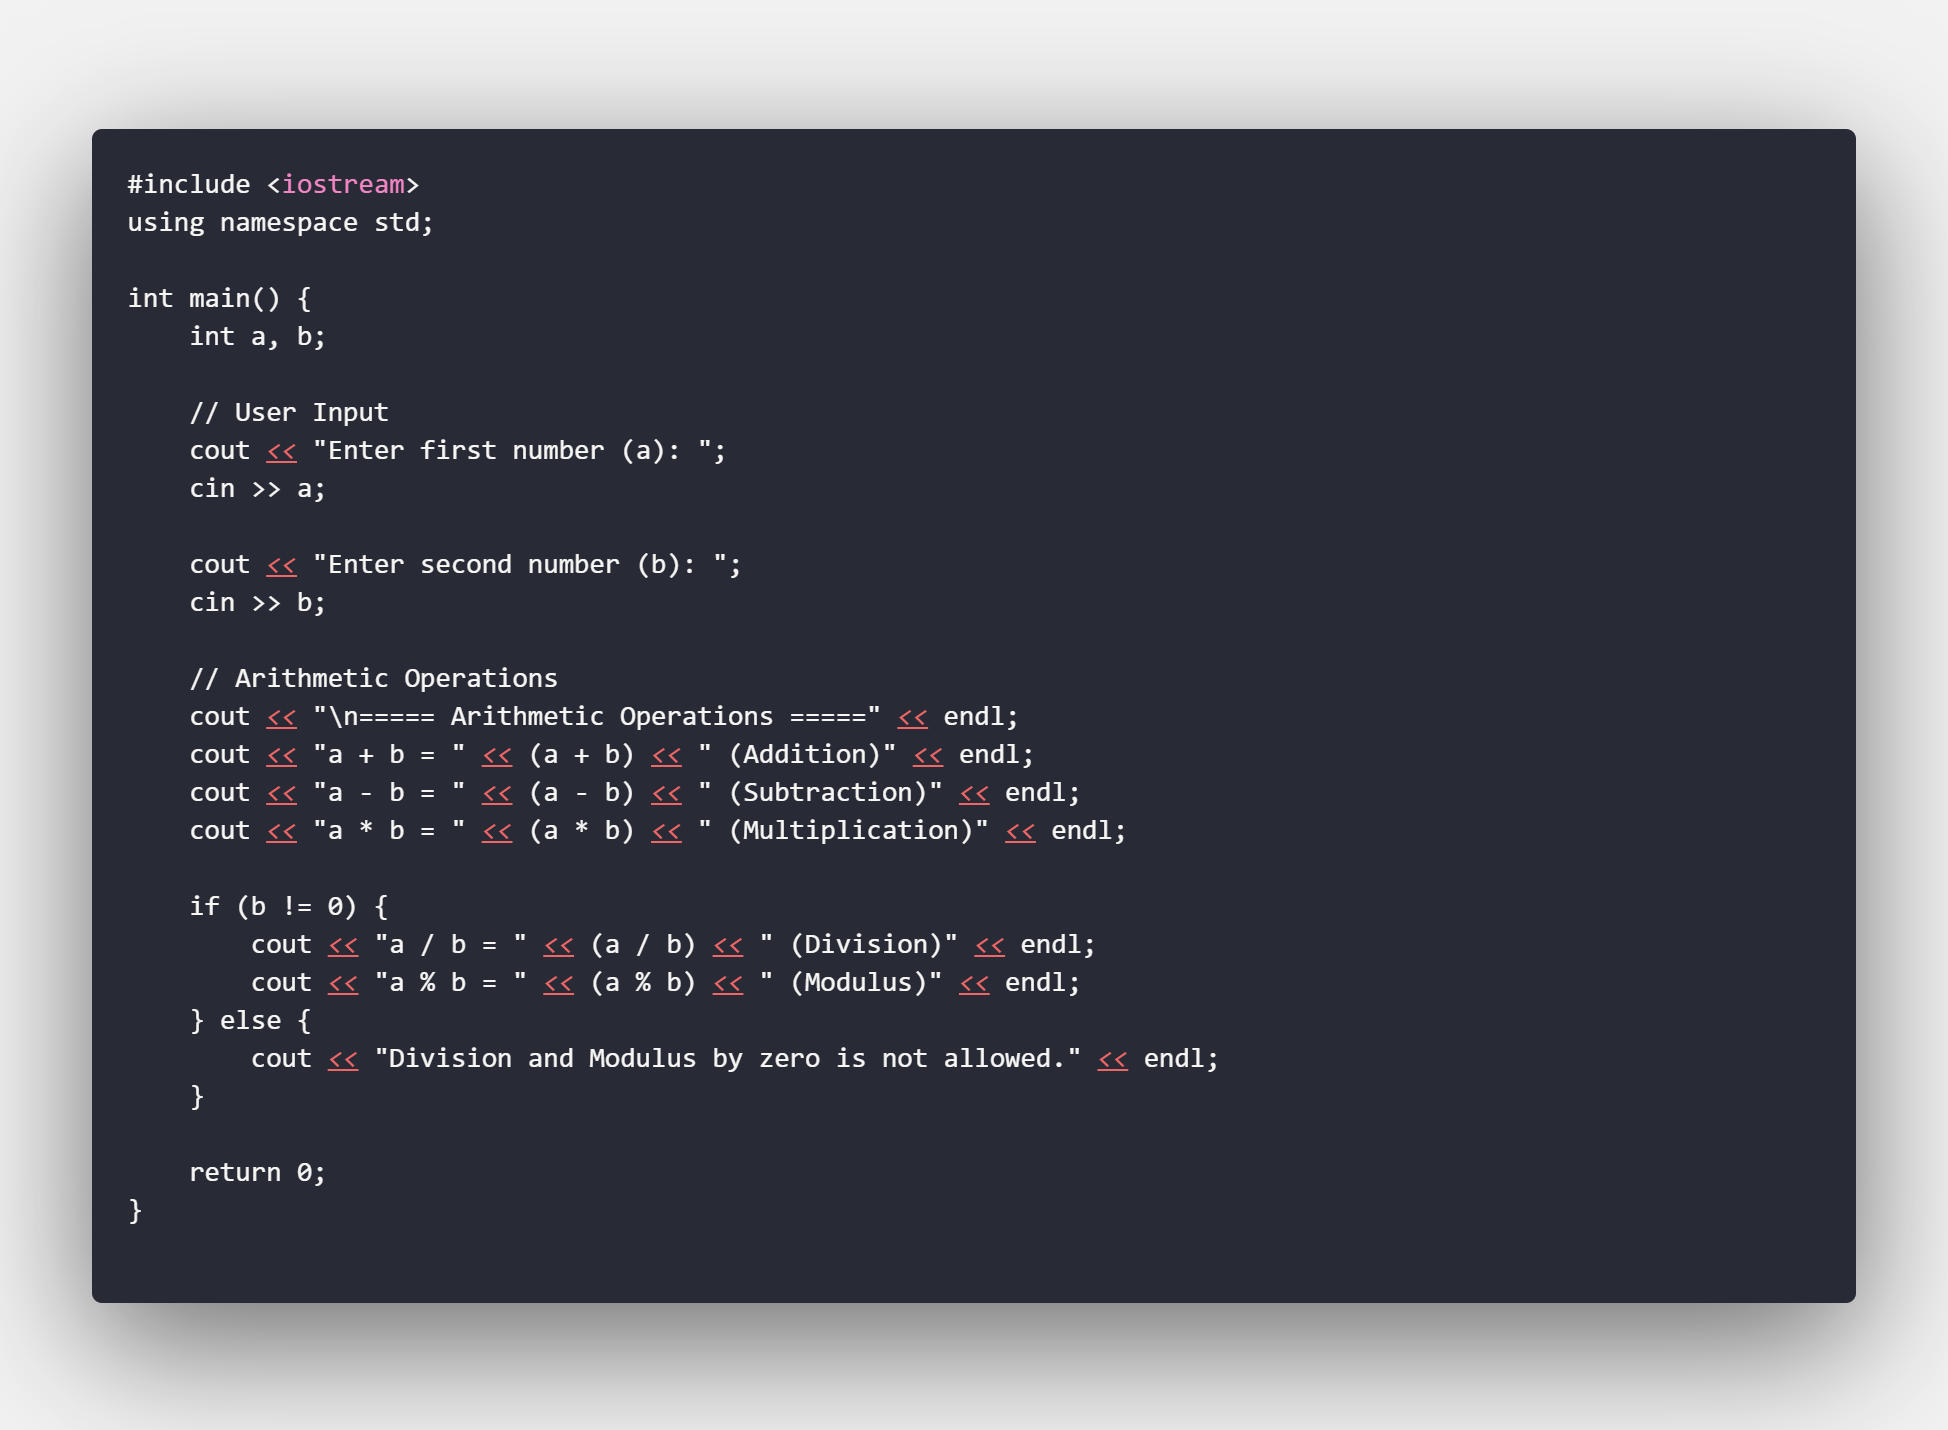 #include <iostream>
using namespace std;

int main() {
    int a, b;

    // User Input
    cout << "Enter first number (a): ";
    cin >> a;

    cout << "Enter second number (b): ";
    cin >> b;

    // Arithmetic Operations
    cout << "\n===== Arithmetic Operations =====" << endl;
    cout << "a + b = " << (a + b) << " (Addition)" << endl;
    cout << "a - b = " << (a - b) << " (Subtraction)" << endl;
    cout << "a * b = " << (a * b) << " (Multiplication)" << endl;

    if (b != 0) {
        cout << "a / b = " << (a / b) << " (Division)" << endl;
        cout << "a % b = " << (a % b) << " (Modulus)" << endl;
    } else {
        cout << "Division and Modulus by zero is not allowed." << endl;
    }

    return 0;
}